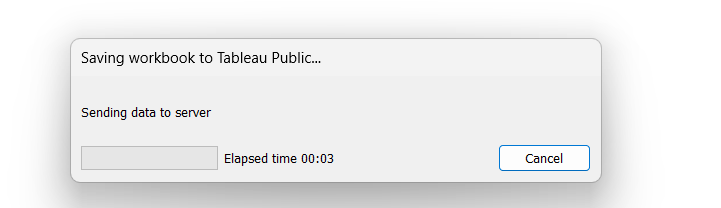 Saving workbook to Tableau Public...
Sending data to server
Elapsed time 00:03
Cancel